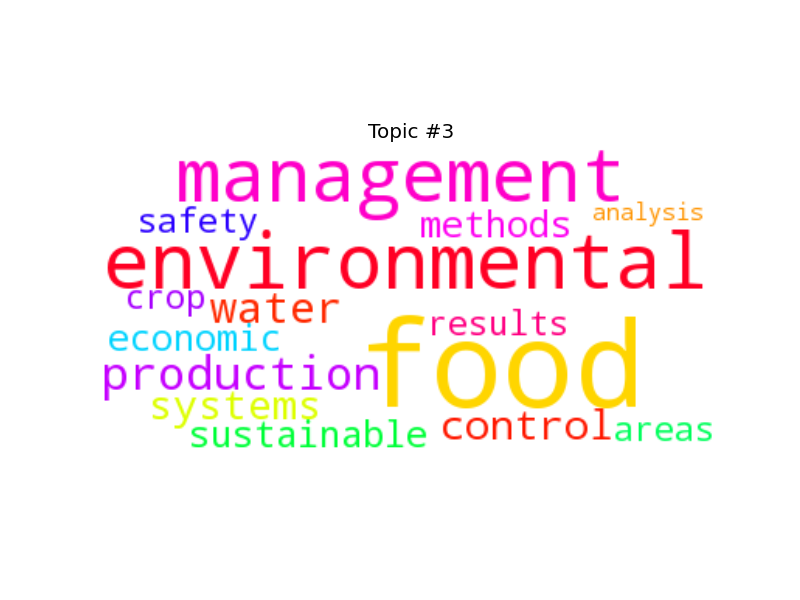 Topic #3
management
safety methods analysis
environmental
crop water
results
economic
food
production
systems
sustainable control areas